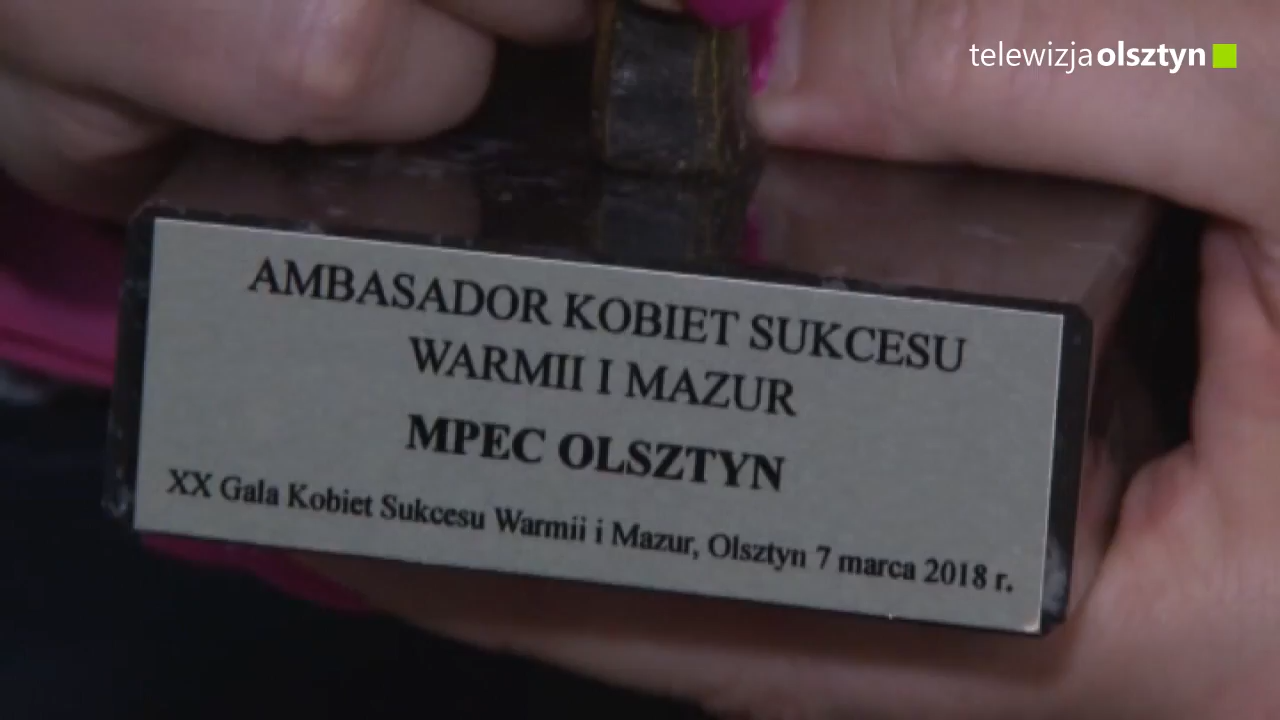 telewizjaolsztyn
AMBASADOR KOBIET SUKCESU
WARMII I MAZUR
MPEC OLSZTYN
XX Gala Kobiet Sukcesu Warmii i Mazur, Olsztyn 7 marca 2018 r.